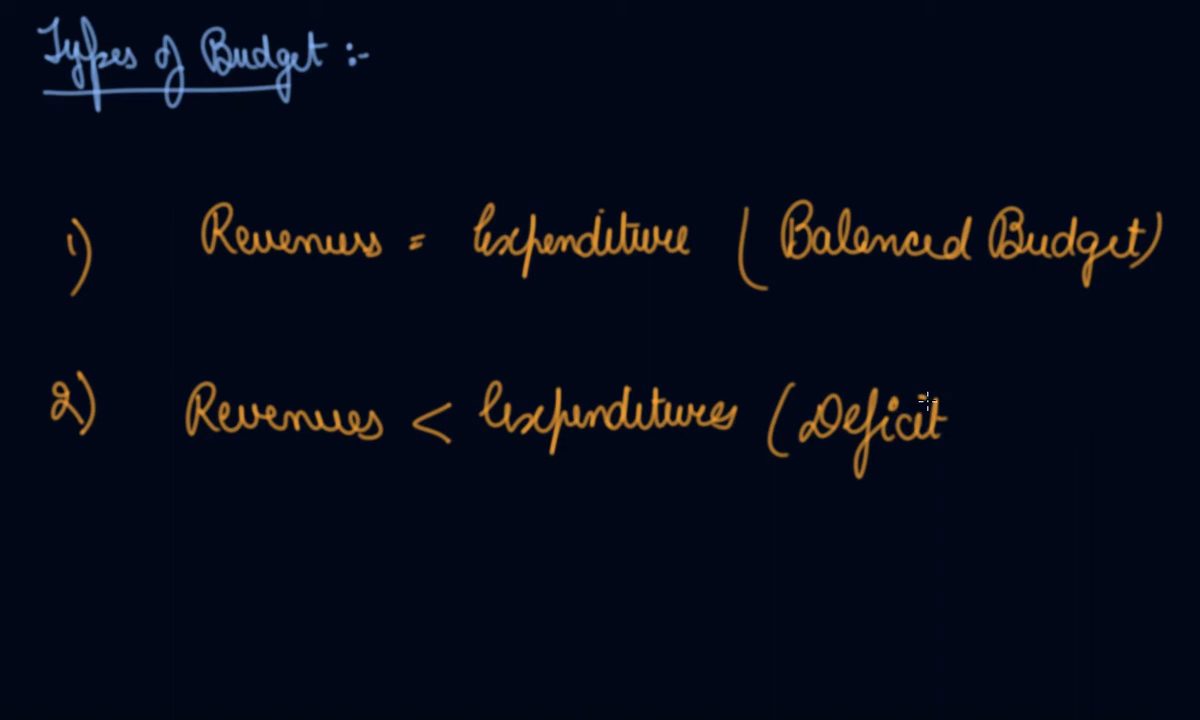 Types of Budget :-
1) Revenues = Expenditure ( Balanced Budget )
2) Revenues < Expenditures ( Deficit